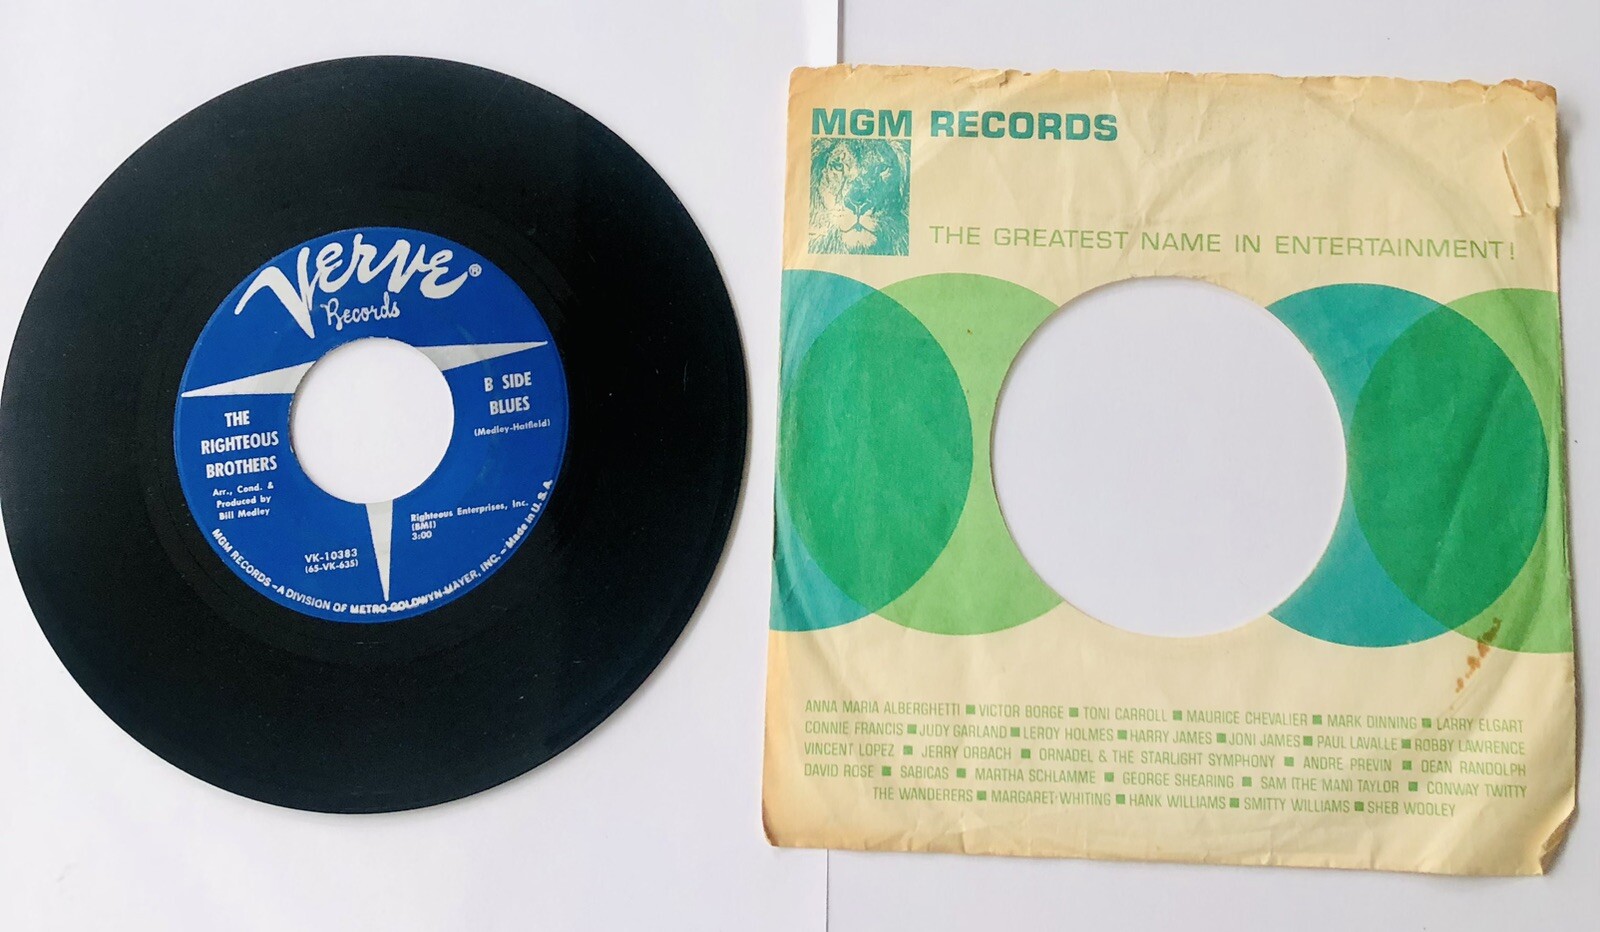 Verve®
Records
THE
RIGHTEOUS
BROTHERS
Arr., Cond. &
Produced by
Bill Medley
B SIDE
BLUES
(Medley-Hatfield)
Righteous Enterprises, Inc.
(BMI)
3:00
VK-10383
(65-VK-635)
MGM RECORDS – A DIVISION OF METRO-GOLDWYN-MAYER, INC. – Made in U.S.A.
MGM RECORDS
THE GREATEST NAME IN ENTERTAINMENT!
ANNA MARIA ALBERGHETTI ■ VICTOR BORGE ■ TONI CARROLL ■ MAURICE CHEVALIER ■ MARK DINNING ■ LARRY ELGART
CONNIE FRANCIS ■ JUDY GARLAND ■ LEROY HOLMES ■ HARRY JAMES ■ JONI JAMES ■ PAUL LAVALLE ■ ROBBY LAWRENCE
VINCENT LOPEZ ■ JERRY ORBACH ■ ORNADEL & THE STARLIGHT SYMPHONY ■ ANDRE PREVIN ■ DEAN RANDOLPH
DAVID ROSE ■ SABICAS ■ MARTHA SCHLAMME ■ GEORGE SHEARING ■ SAM (THE MAN) TAYLOR ■ CONWAY TWITTY
THE WANDERERS ■ MARGARET WHITING ■ HANK WILLIAMS ■ SMITTY WILLIAMS ■ SHEB WOOLEY